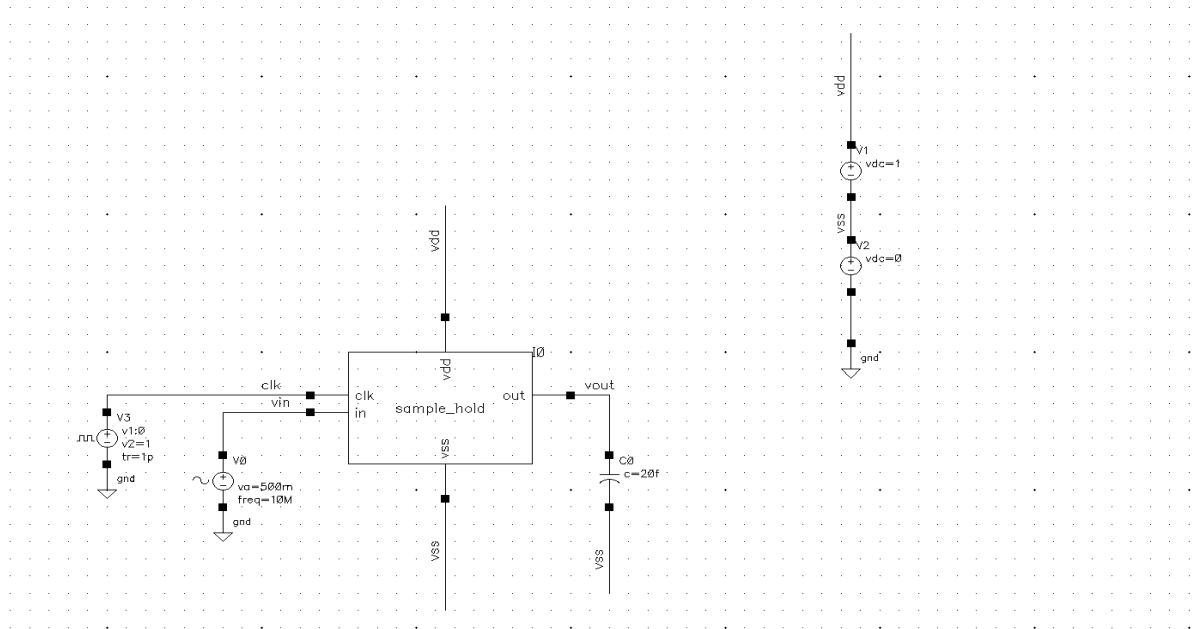 vdd
V1
vdc=1
vss
V2
vdc=0
gnd
vdd
I0
vdd
clk
clk
vout
out
vin
in
sample_hold
V3
v1:0
v2=1
tr=1p
gnd
vss
V0
va=500m
freq=10M
gnd
C0
c=20f
vss
vss